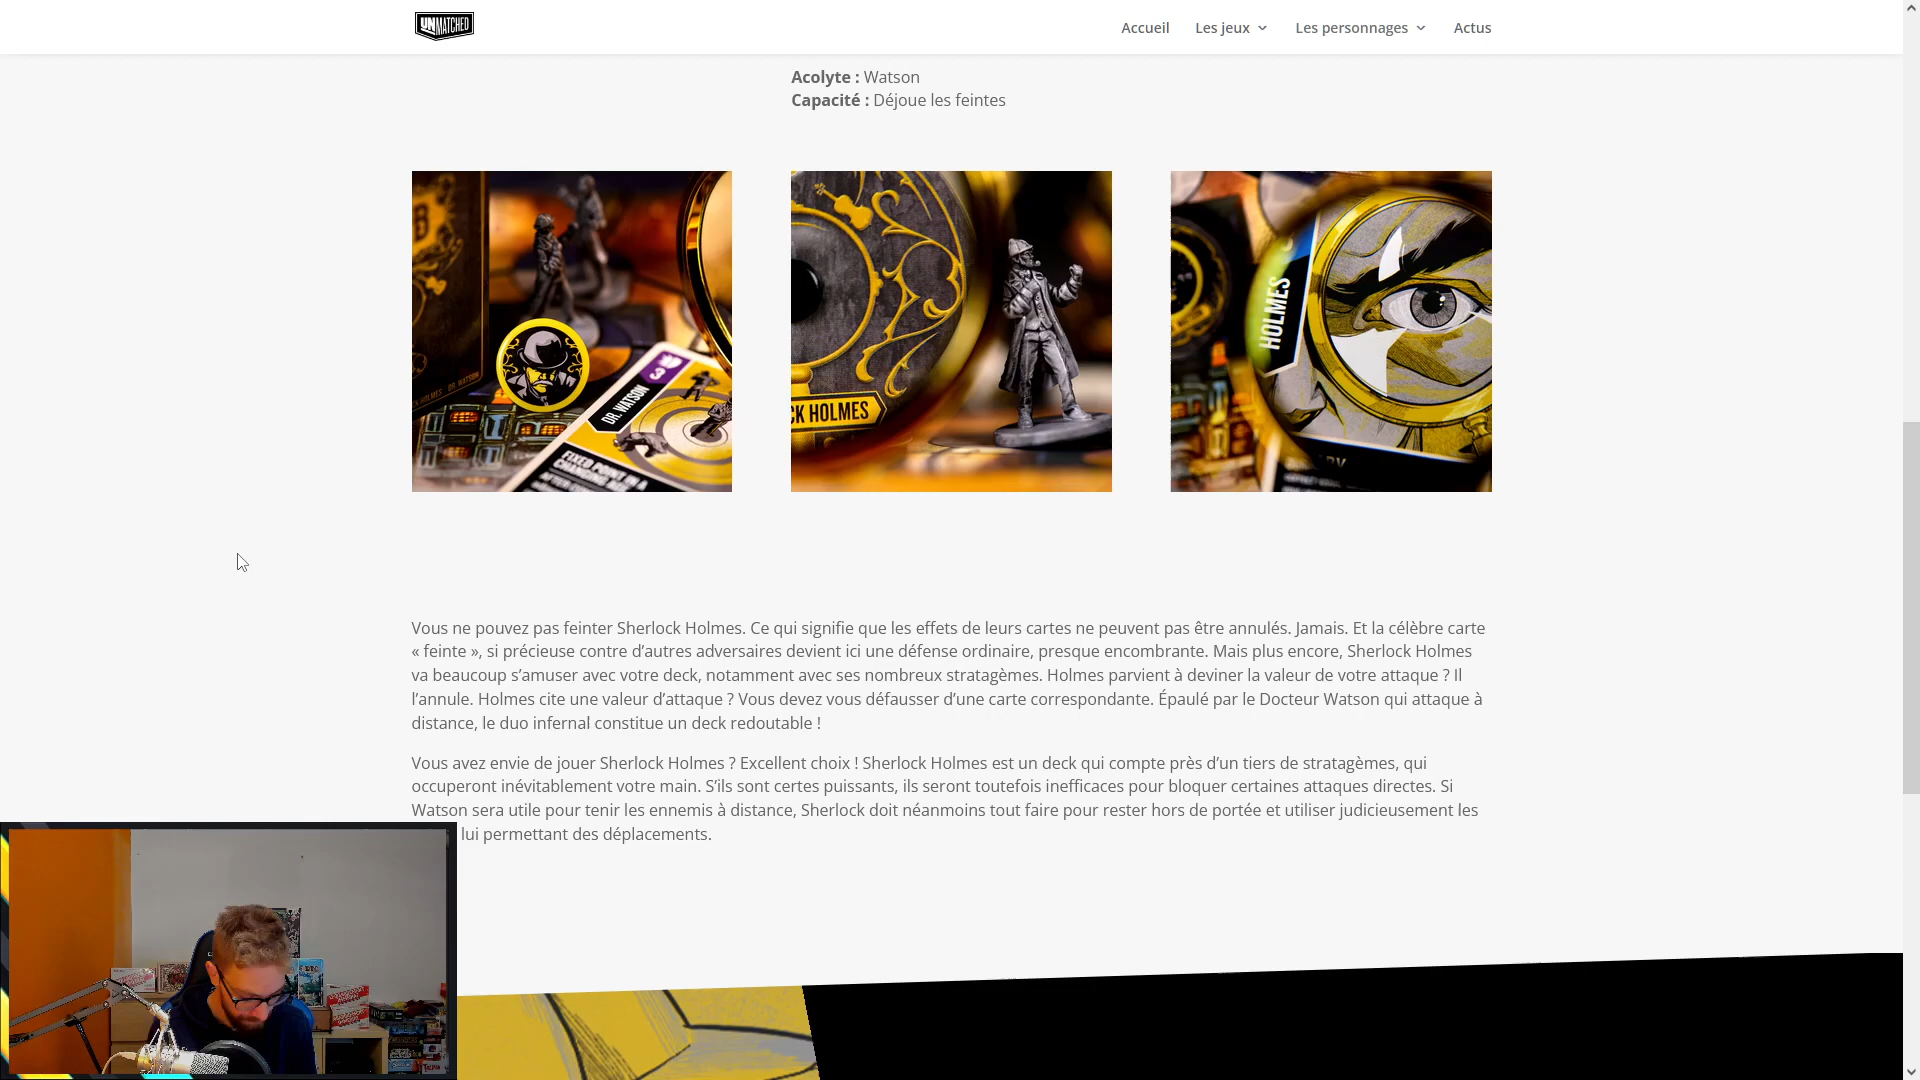 UNMATCHED
Accueil
Les jeux
Les personnages
Actus
Acolyte : Watson
Capacité : Déjoue les feintes
3
DR. WATSON
FIXED POINT IN A
CK HOLMES
HOLMES
Vous ne pouvez pas feinter Sherlock Holmes. Ce qui signifie que les effets de leurs cartes ne peuvent pas être annulés. Jamais. Et la célèbre carte
« feinte », si précieuse contre d’autres adversaires devient ici une défense ordinaire, presque encombrante. Mais plus encore, Sherlock Holmes
va beaucoup s’amuser avec votre deck, notamment avec ses nombreux stratagèmes. Holmes parvient à deviner la valeur de votre attaque ? Il
l’annule. Holmes cite une valeur d’attaque ? Vous devez vous défausser d’une carte correspondante. Épaulé par le Docteur Watson qui attaque à
distance, le duo infernal constitue un deck redoutable !
Vous avez envie de jouer Sherlock Holmes ? Excellent choix ! Sherlock Holmes est un deck qui compte près d’un tiers de stratagèmes, qui
occuperont inévitablement votre main. S’ils sont certes puissants, ils seront toutefois inefficaces pour bloquer certaines attaques directes. Si
Watson sera utile pour tenir les ennemis à distance, Sherlock doit néanmoins tout faire pour rester hors de portée et utiliser judicieusement les
lui permettant des déplacements.